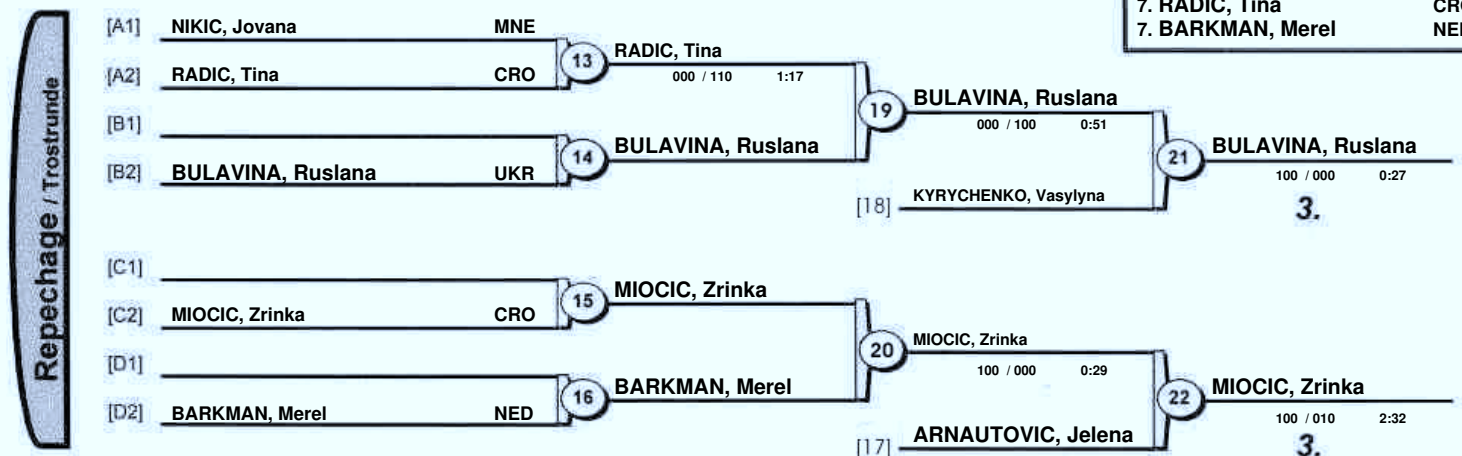 7. RADIC, Tina
7. BARKMAN, Merel
Repechage / Trostrunde
[A1] NIKIC, Jovana MNE
[A2] RADIC, Tina CRO
13 RADIC, Tina
000 / 110 1:17
[B1]
[B2] BULAVINA, Ruslana UKR
14 BULAVINA, Ruslana
19 BULAVINA, Ruslana
000 / 100 0:51
[18] KYRYCHENKO, Vasylyna
21 BULAVINA, Ruslana
100 / 000 0:27
3.
[C1]
[C2] MIOCIC, Zrinka CRO
15 MIOCIC, Zrinka
[D1]
[D2] BARKMAN, Merel NED
16 BARKMAN, Merel
20 MIOCIC, Zrinka
100 / 000 0:29
[17] ARNAUTOVIC, Jelena
22 MIOCIC, Zrinka
100 / 010 2:32
3.